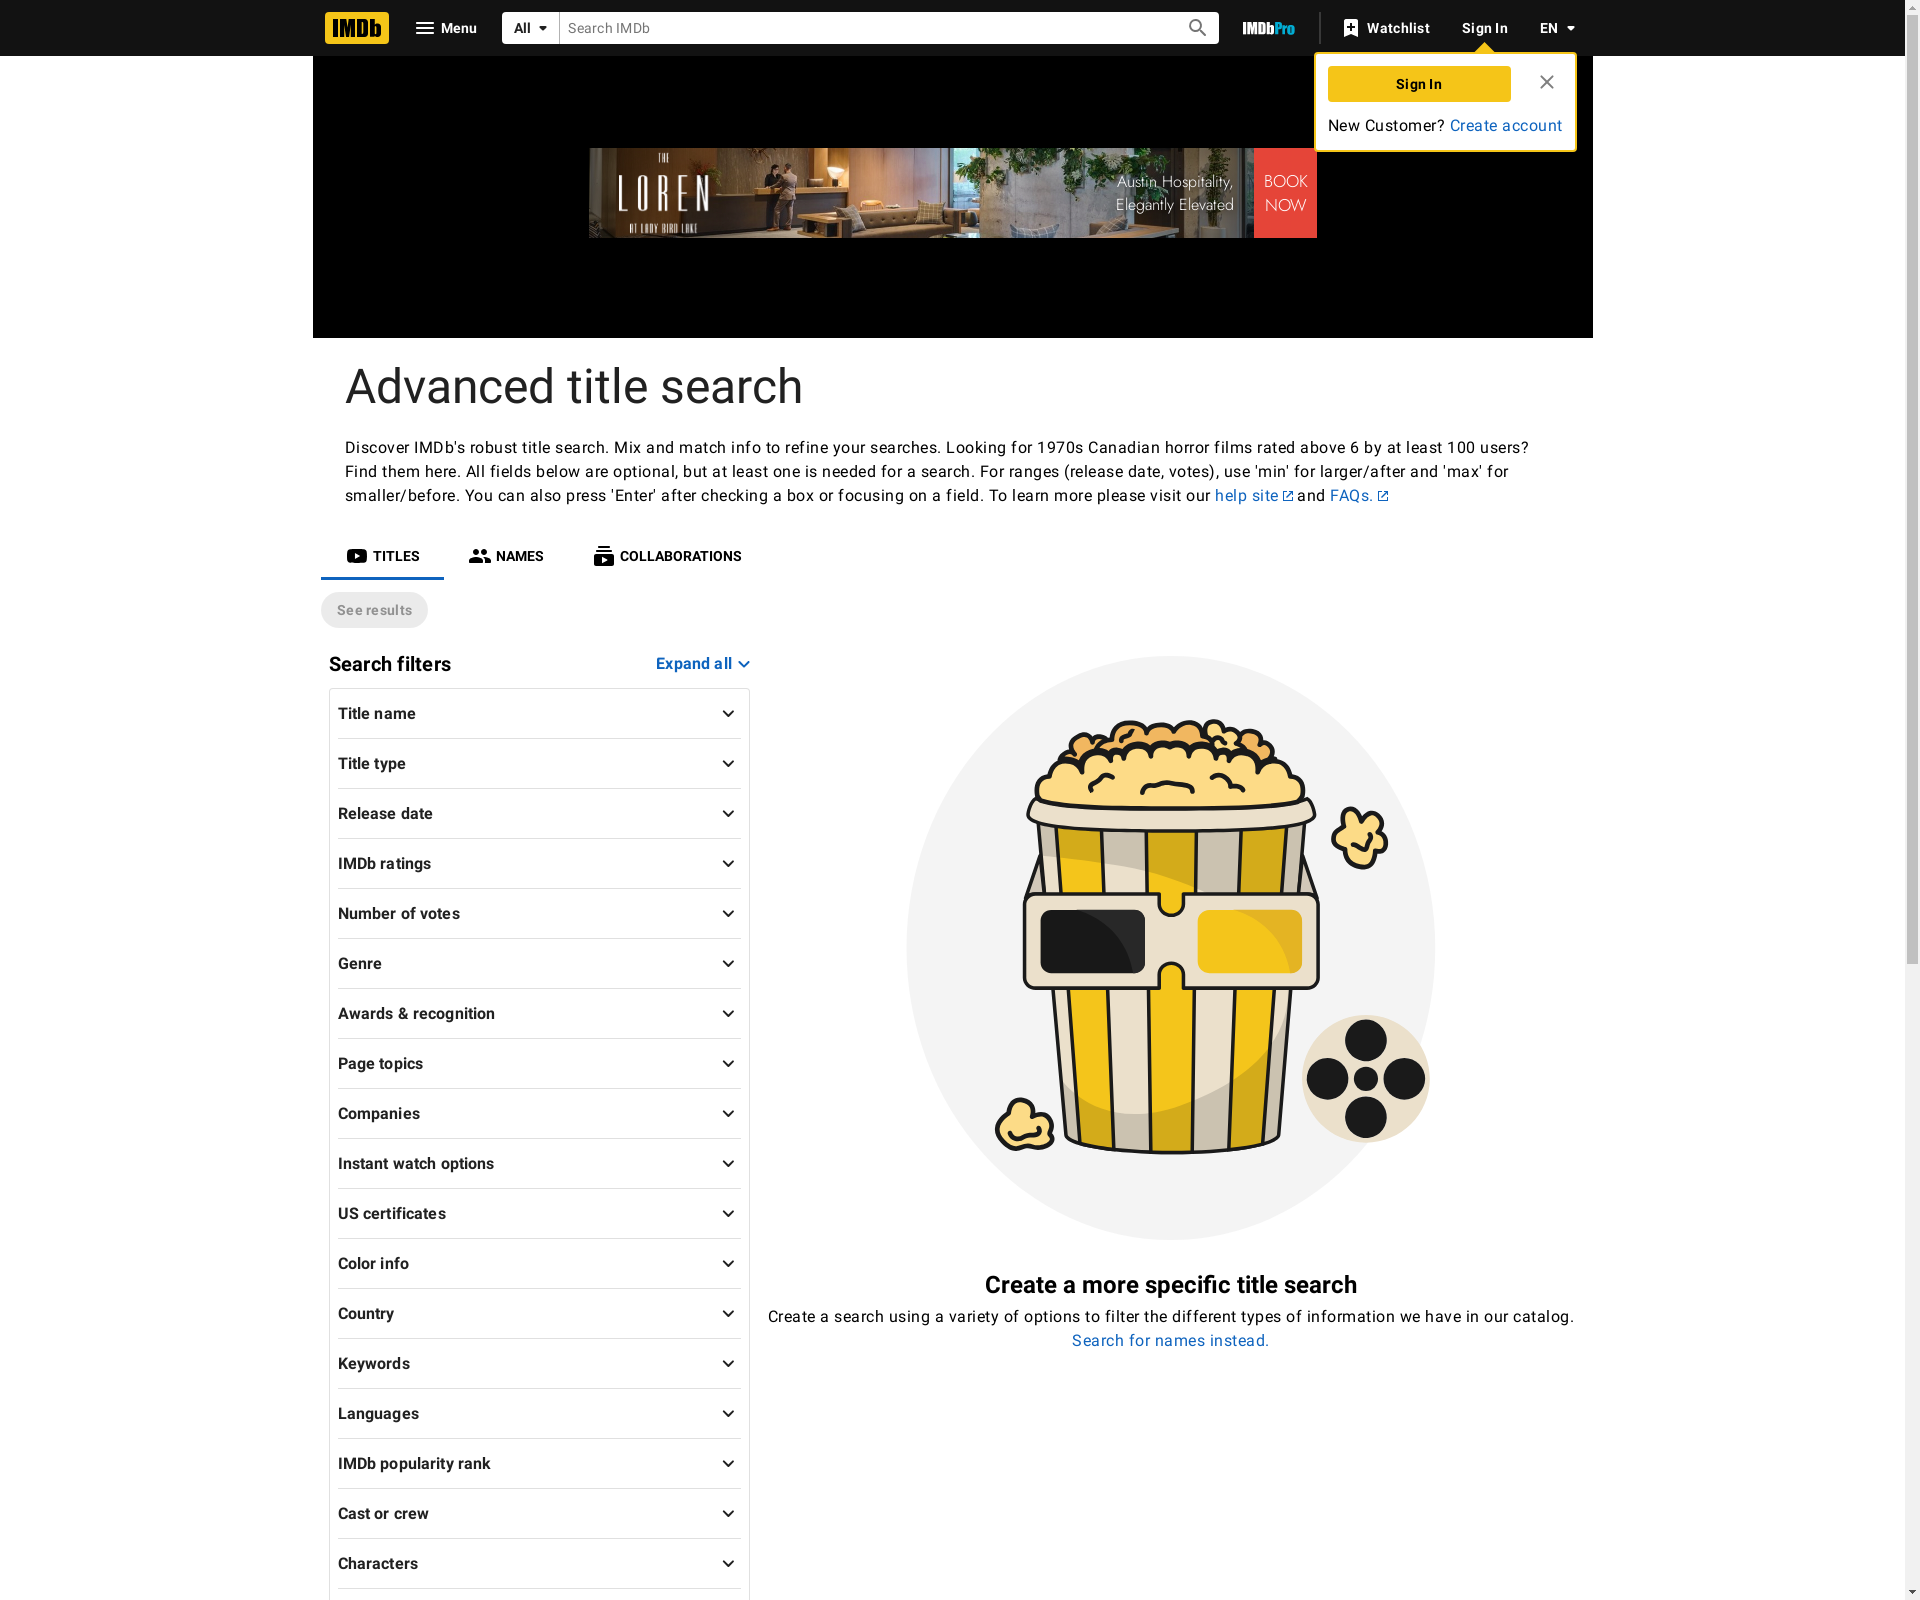 IMDb
Menu
All
Search IMDb
IMDbPro
Watchlist
Sign In
EN
Sign In
New Customer? Create account
THE
LOREN
AT LADY BIRD LAKE
Austin Hospitality,
Elegantly Elevated
BOOK
NOW
Advanced title search
Discover IMDb's robust title search. Mix and match info to refine your searches. Looking for 1970s Canadian horror films rated above 6 by at least 100 users?
Find them here. All fields below are optional, but at least one is needed for a search. For ranges (release date, votes), use 'min' for larger/after and 'max' for
smaller/before. You can also press 'Enter' after checking a box or focusing on a field. To learn more please visit our help site and FAQs.
TITLES
NAMES
COLLABORATIONS
See results
Search filters
Expand all
Title name
Title type
Release date
IMDb ratings
Number of votes
Genre
Awards & recognition
Page topics
Companies
Instant watch options
US certificates
Color info
Country
Keywords
Languages
IMDb popularity rank
Cast or crew
Characters
Create a more specific title search
Create a search using a variety of options to filter the different types of information we have in our catalog.
Search for names instead.